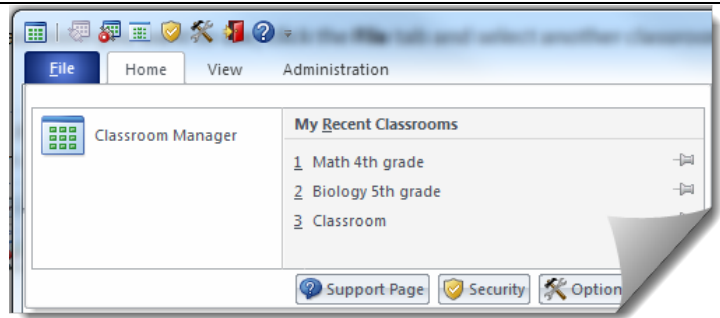 File Home View Administration
Classroom Manager
My Recent Classrooms
1 Math 4th grade
2 Biology 5th grade
3 Classroom
Support Page Security Option